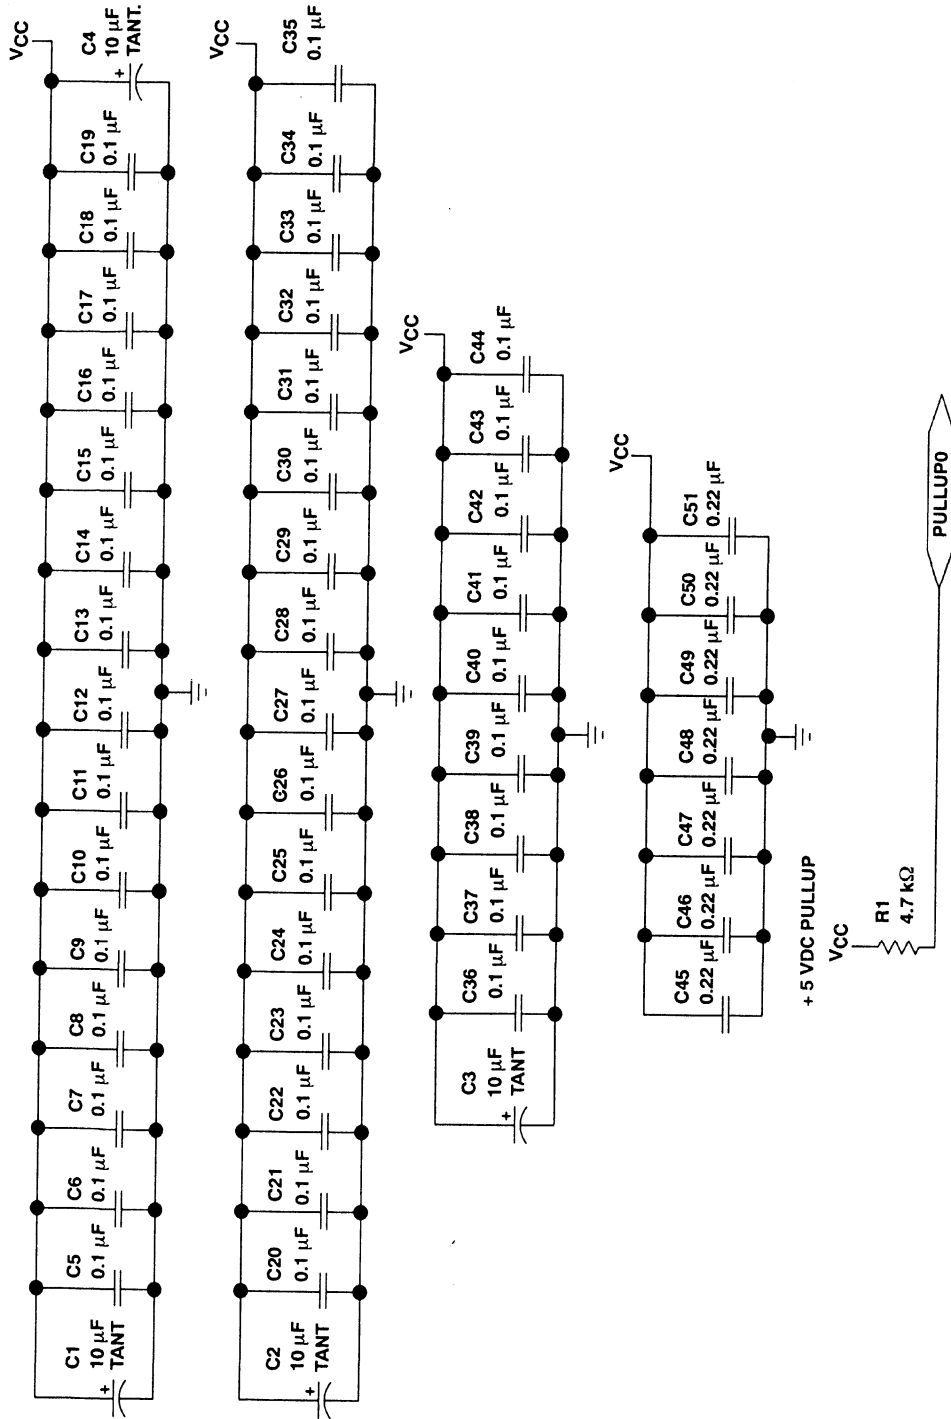 C1
10 µF
TANT
C5
0.1 µF
C6
0.1 µF
C7
0.1 µF
C8
0.1 µF
C9
0.1 µF
C10
0.1 µF
C11
0.1 µF
C12
0.1 µF
C13
0.1 µF
C14
0.1 µF
C15
0.1 µF
C16
0.1 µF
C17
0.1 µF
C18
0.1 µF
C19
0.1 µF
C4
10 µF
TANT.
VCC
+
+
C2
10 µF
TANT
C20
0.1 µF
C21
0.1 µF
C22
0.1 µF
C23
0.1 µF
C24
0.1 µF
C25
0.1 µF
C26
0.1 µF
C27
0.1 µF
C28
0.1 µF
C29
0.1 µF
C30
0.1 µF
C31
0.1 µF
C32
0.1 µF
C33
0.1 µF
C34
0.1 µF
C35
0.1 µF
VCC
+
C3
10 µF
TANT
C36
0.1 µF
C37
0.1 µF
C38
0.1 µF
C39
0.1 µF
C40
0.1 µF
C41
0.1 µF
C42
0.1 µF
C43
0.1 µF
C44
0.1 µF
VCC
+
C45
0.22 µF
C46
0.22 µF
C47
0.22 µF
C48
0.22 µF
C49
0.22 µF
C50
0.22 µF
C51
0.22 µF
VCC
+ 5 VDC PULLUP
VCC
R1
4.7 kΩ
PULLUP0